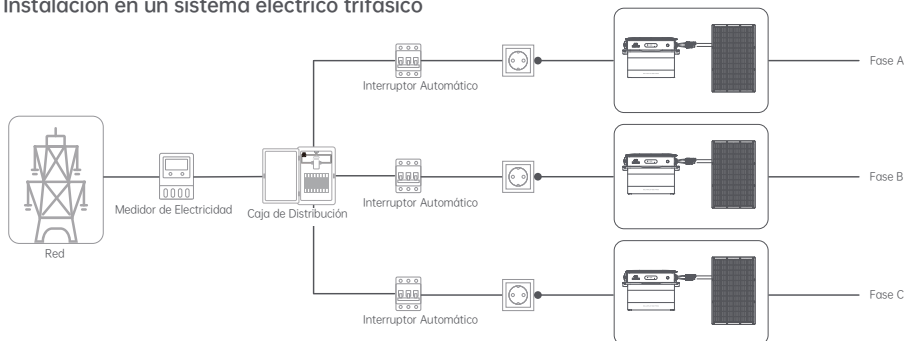 Instalación en un sistema eléctrico trifásico
Interruptor Automático
Fase A
Medidor de Electricidad
Caja de Distribución
Interruptor Automático
Fase B
Red
Interruptor Automático
Fase C